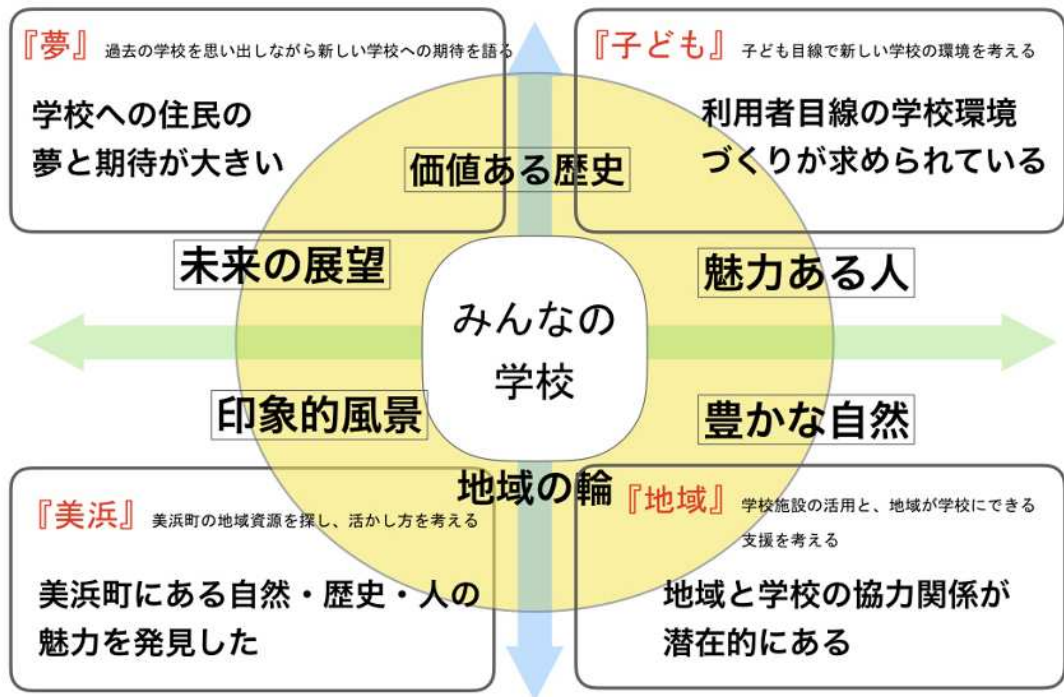 『夢』 過去の学校を思い出しながら新しい学校への期待を語る
学校への住民の
夢と期待が大きい
『子ども』 子ども目線で新しい学校の環境を考える
利用者目線の学校環境
づくりが求められている
価値ある歴史
未来の展望
魅力ある人
みんなの
学校
印象的風景
豊かな自然
地域の輪
『美浜』 美浜町の地域資源を探し、活かし方を考える
美浜町にある自然・歴史・人の
魅力を発見した
『地域』 学校施設の活用と、地域が学校にできる
支援を考える
地域と学校の協力関係が
潜在的にある